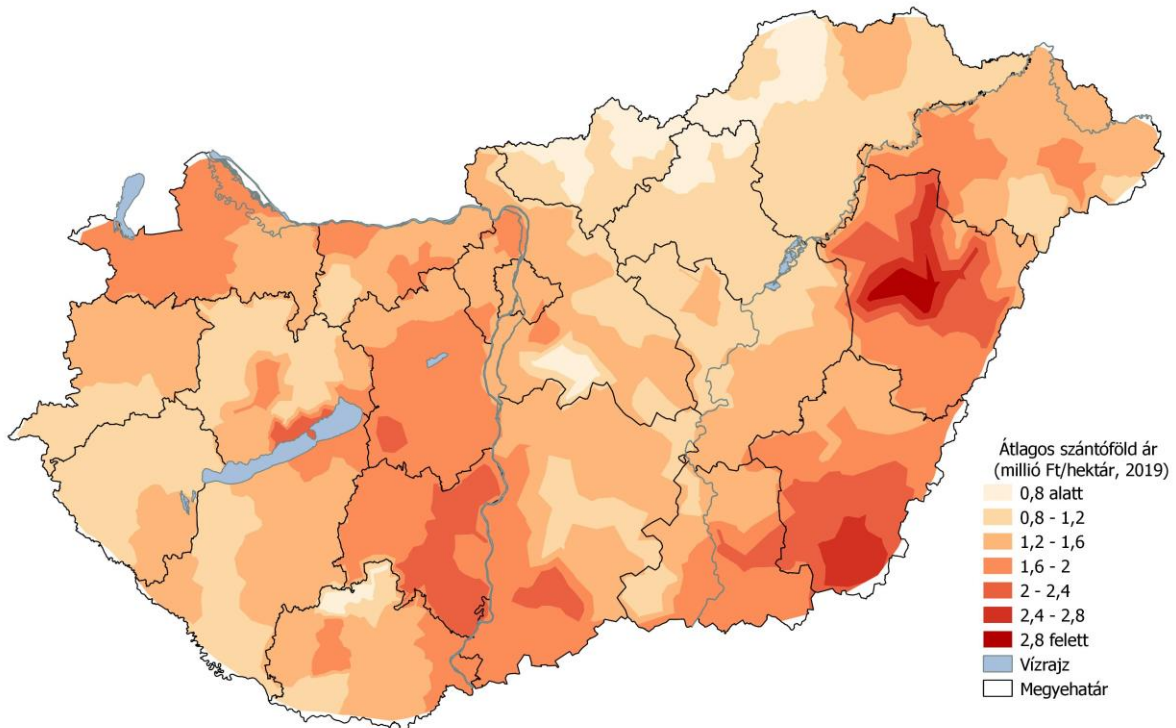 Átlagos szántóföld ár
(millió Ft/hektár, 2019)
0,8 alatt
0,8 - 1,2
1,2 - 1,6
1,6 - 2
2 - 2,4
2,4 - 2,8
2,8 felett
Vízrajz
Megyehatár